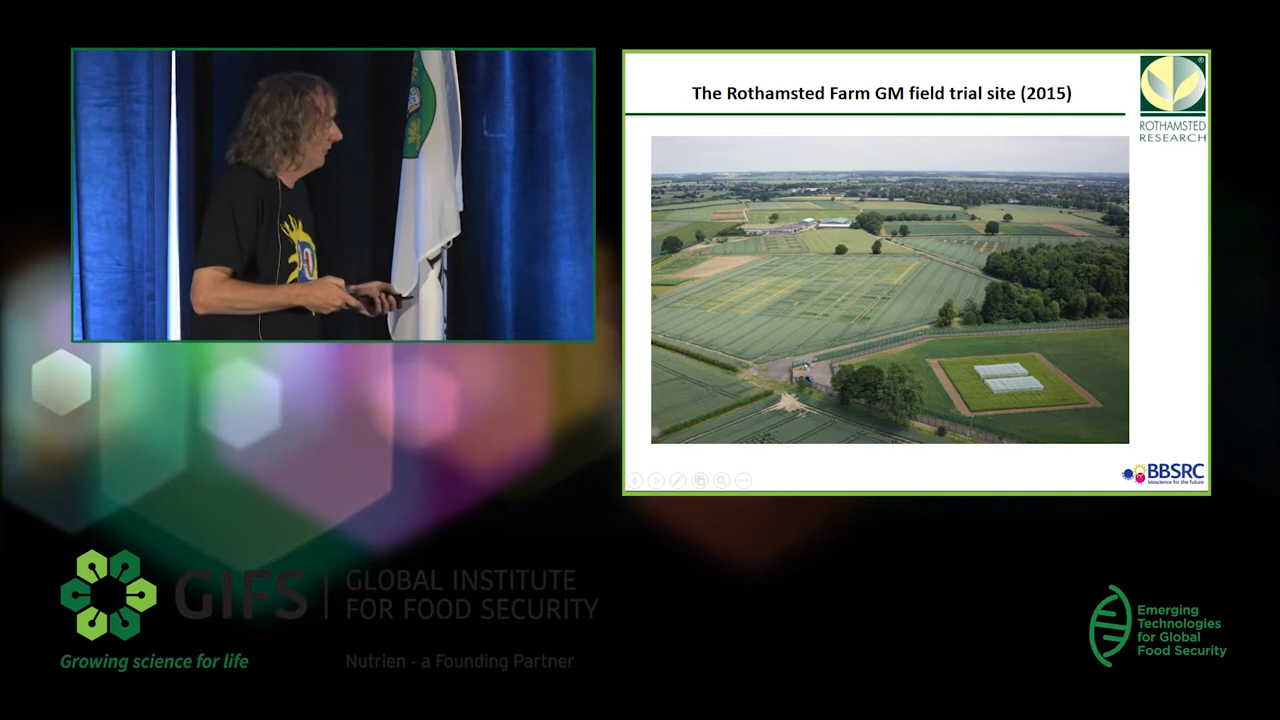 The Rothamsted Farm GM field trial site (2015)
ROTHAMSTED
RESEARCH
BBSRC
bioscience for the future
GIFS
GLOBAL INSTITUTE
FOR FOOD SECURITY
Growing science for life
Nutrien - a Founding Partner
Emerging
Technologies
for Global
Food Security